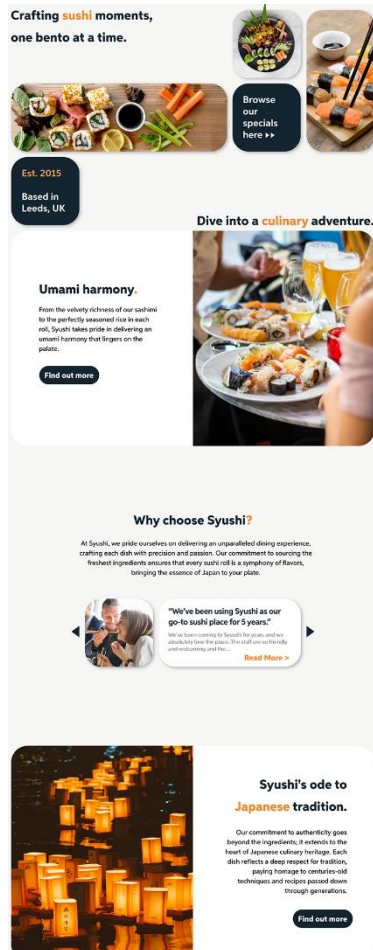 Crafting sushi moments,
one bento at a time.
Browse
our
specials
here ▸▸
Est. 2015
Based in
Leeds, UK
Dive into a culinary adventure.
Umami harmony.
From the velvety richness of our sashimi
to the perfectly seasoned rice in each
roll, Syushi takes pride in delivering an
umami harmony that lingers on the
palate.
Find out more
Why choose Syushi?
At Syushi, we pride ourselves on delivering an unparalleled dining experience,
crafting each dish with precision and passion. Our commitment to sourcing the
freshest ingredients ensures that every sushi roll is a symphony of flavors,
bringing the essence of Japan to your plate.
"We've been using Syushi as our
go-to sushi place for 5 years."
We've been coming to Syuushi for years and we
absolutely love the place. The staff are so friendly
and welcoming and the...
Read More >
Syushi's ode to
Japanese tradition.
Our commitment to authenticity goes
beyond the ingredients; it extends to the
heart of Japanese culinary heritage. Each
dish reflects a deep respect for tradition,
paying homage to centuries-old
techniques and recipes passed down
through generations.
Find out more